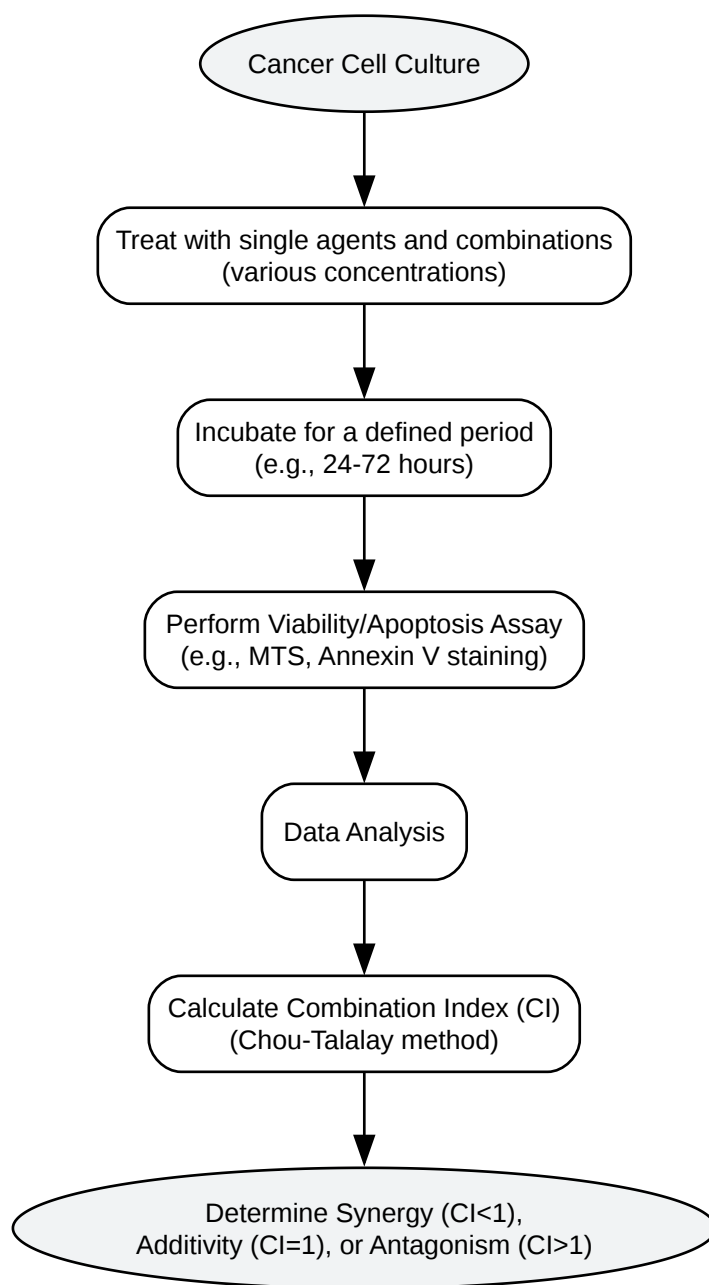 Cancer Cell Culture
Treat with single agents and combinations
(various concentrations)
Incubate for a defined period
(e.g., 24-72 hours)
Perform Viability/Apoptosis Assay
(e.g., MTS, Annexin V staining)
Data Analysis
Calculate Combination Index (CI)
(Chou-Talalay method)
Determine Synergy (CI<1),
Additivity (CI=1), or Antagonism (CI>1)